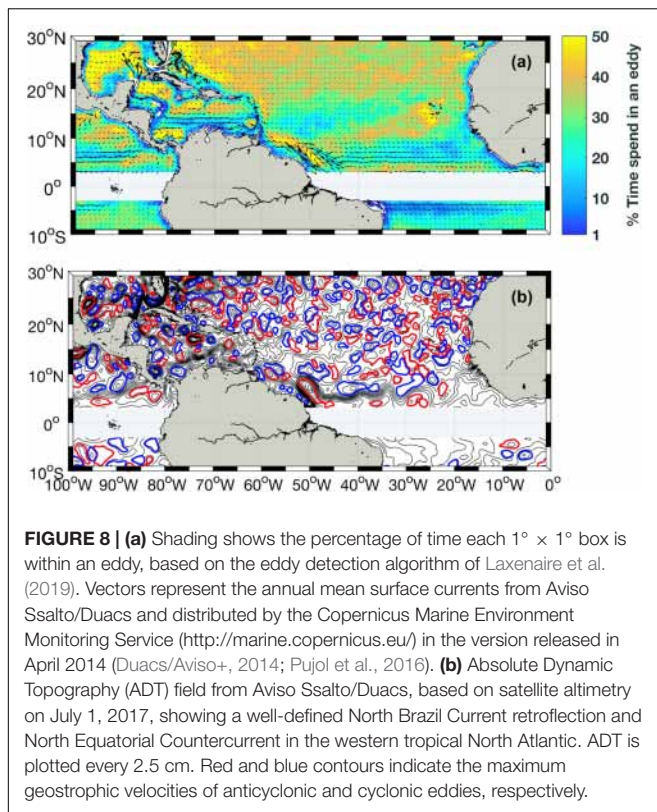 30°N
20°N
10°N
0°
10°S
(a)
50
40
30
20
10
1
% Time spend in an eddy
30°N
20°N
10°N
0°
10°S
(b)
100°W 90°W 80°W 70°W 60°W 50°W 40°W 30°W 20°W 10°W 0°
FIGURE 8 | (a) Shading shows the percentage of time each 1° × 1° box is
within an eddy, based on the eddy detection algorithm of Laxenaire et al.
(2019). Vectors represent the annual mean surface currents from Aviso
Ssalto/Duacs and distributed by the Copernicus Marine Environment
Monitoring Service (http://marine.copernicus.eu/) in the version released in
April 2014 (Duacs/Aviso+, 2014; Pujol et al., 2016). (b) Absolute Dynamic
Topography (ADT) field from Aviso Ssalto/Duacs, based on satellite altimetry
on July 1, 2017, showing a well-defined North Brazil Current retroflection and
North Equatorial Countercurrent in the western tropical North Atlantic. ADT is
plotted every 2.5 cm. Red and blue contours indicate the maximum
geostrophic velocities of anticyclonic and cyclonic eddies, respectively.